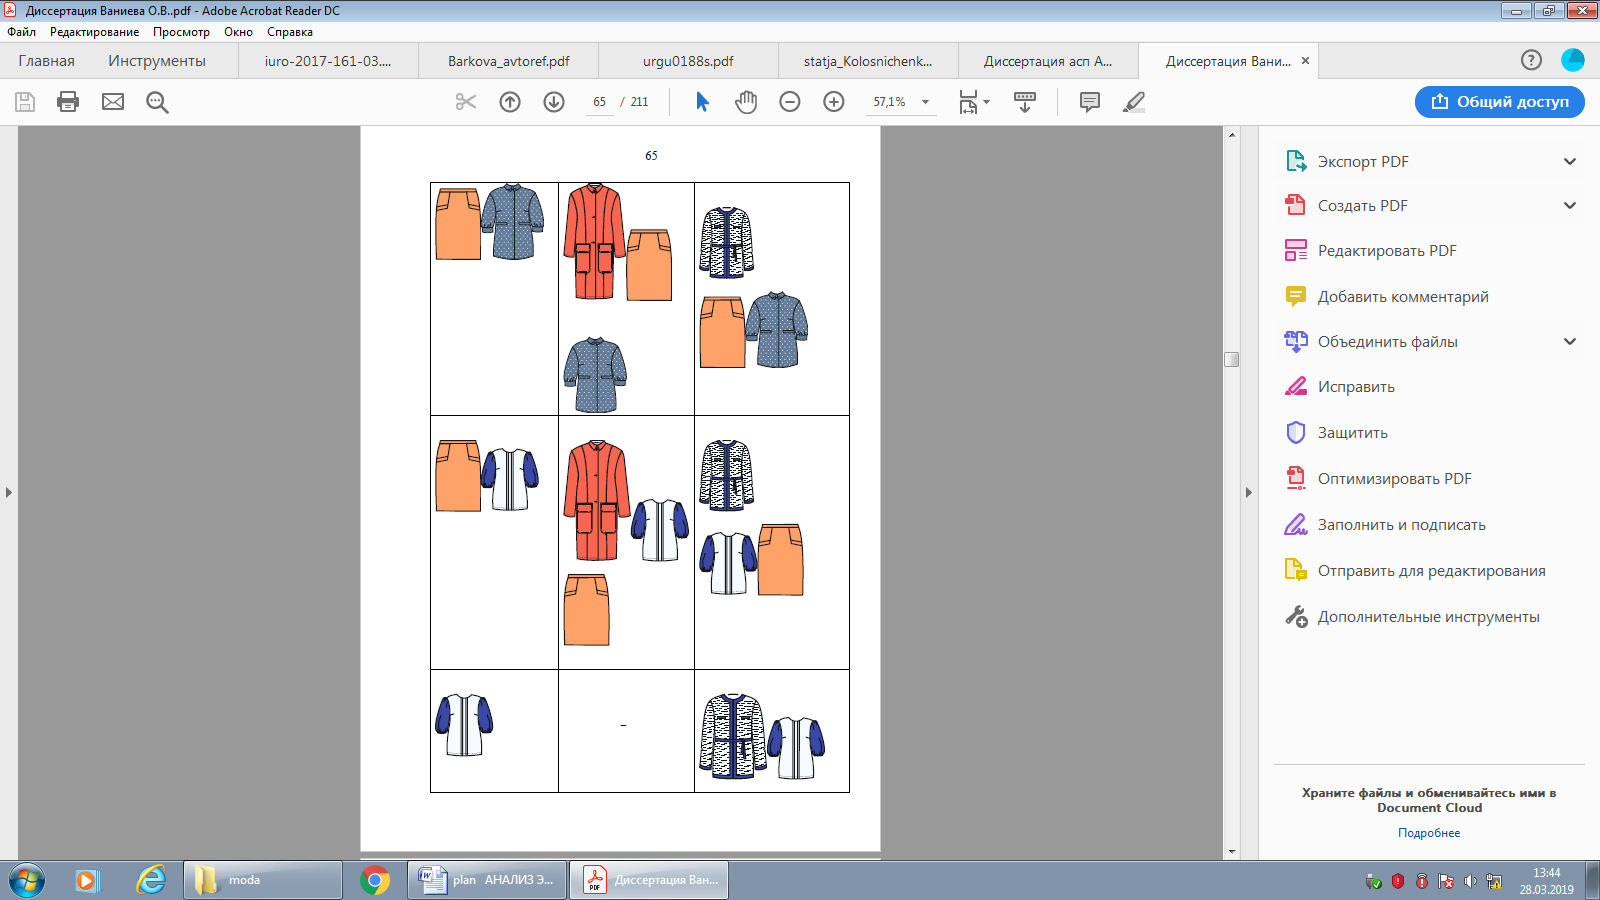 Диссертация Ваниева О.В..pdf - Adobe Acrobat Reader DC
Файл Редактирование Просмотр Окно Справка
Главная Инструменты iuro-2017-161-03.... Barkova_avtoref.pdf urgu0188s.pdf statja_Kolosnichenk... Диссертация асп А... Диссертация Вани... ×
65 / 211 57,1% Общий доступ
65
–
Экспорт PDF
Создать PDF
Редактировать PDF
Добавить комментарий
Объединить файлы
Исправить
Защитить
Оптимизировать PDF
Заполнить и подписать
Отправить для редактирования
Дополнительные инструменты
Храните файлы и обменивайтесь ими в
Document Cloud
Подробнее
moda plan АНАЛИЗ Э... Диссертация Ван...
13:44
28.03.2019